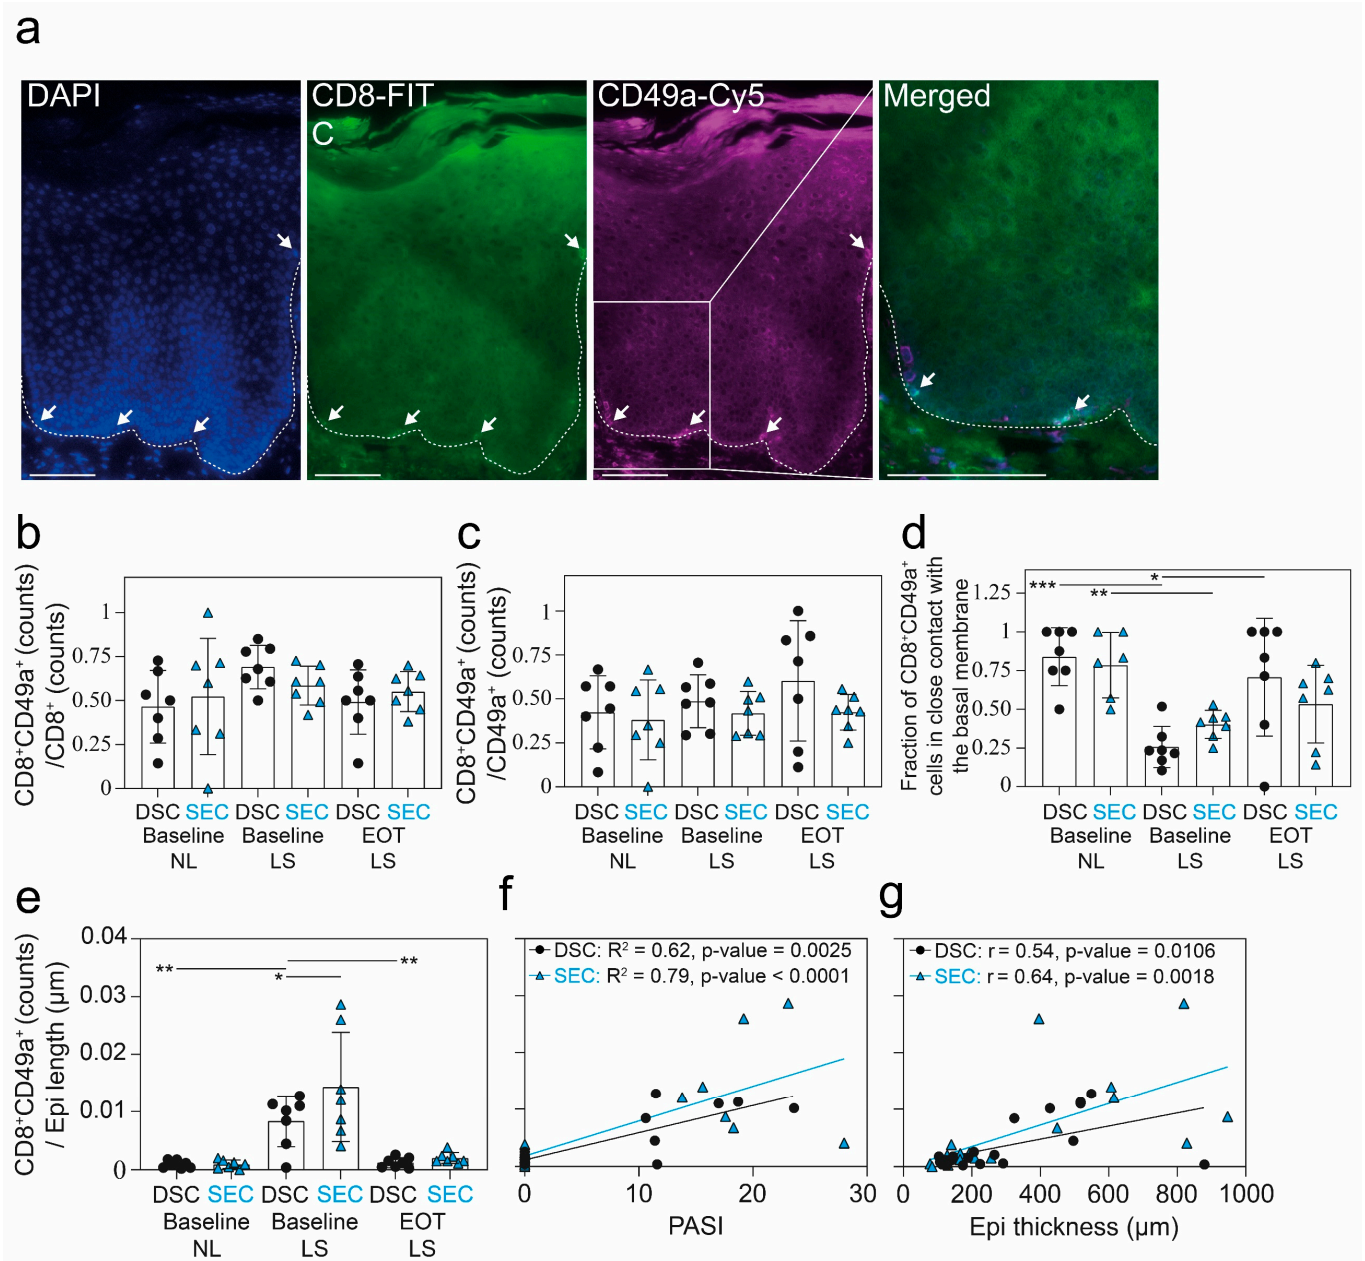 a
DAPI
CD8-FIT
C
CD49a-Cy5
Merged
b
CD8⁺CD49a⁺ (counts)
/CD8⁺ (counts)
1
0.75
0.50
0.25
0
DSC SEC DSC SEC DSC SEC
Baseline Baseline EOT
NL LS LS
c
CD8⁺CD49a⁺ (counts)
/CD49a⁺ (counts)
1
0.75
0.50
0.25
0
DSC SEC DSC SEC DSC SEC
Baseline Baseline EOT
NL LS LS
d
Fraction of CD8⁺CD49a⁺
cells in close contact with
the basal membrane
*** ** *
1.25
1
0.75
0.50
0.25
0
DSC SEC DSC SEC DSC SEC
Baseline Baseline EOT
NL LS LS
e
CD8⁺CD49a⁺ (counts)
/ Epi length (µm)
** * **
0.04
0.03
0.02
0.01
0
DSC SEC DSC SEC DSC SEC
Baseline Baseline EOT
NL LS LS
f
DSC: R² = 0.62, p-value = 0.0025
SEC: R² = 0.79, p-value < 0.0001
0 10 20 30
PASI
g
DSC: r = 0.54, p-value = 0.0106
SEC: r = 0.64, p-value = 0.0018
0 200 400 600 800 1000
Epi thickness (µm)